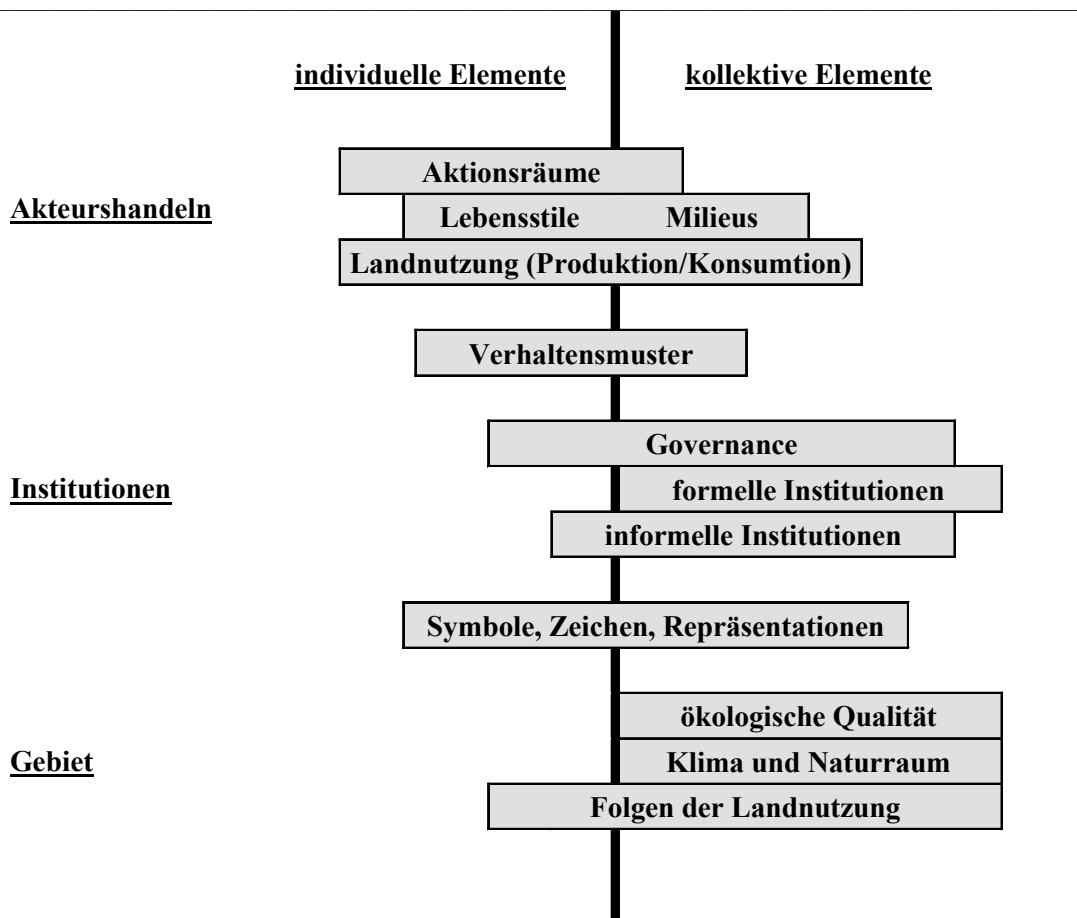 individuelle Elemente kollektive Elemente
Aktionsräume
Akteurshandeln
Lebensstile Milieus
Landnutzung (Produktion/Konsumtion)
Verhaltensmuster
Governance
Institutionen
formelle Institutionen
informelle Institutionen
Symbole, Zeichen, Repräsentationen
ökologische Qualität
Gebiet
Klima und Naturraum
Folgen der Landnutzung